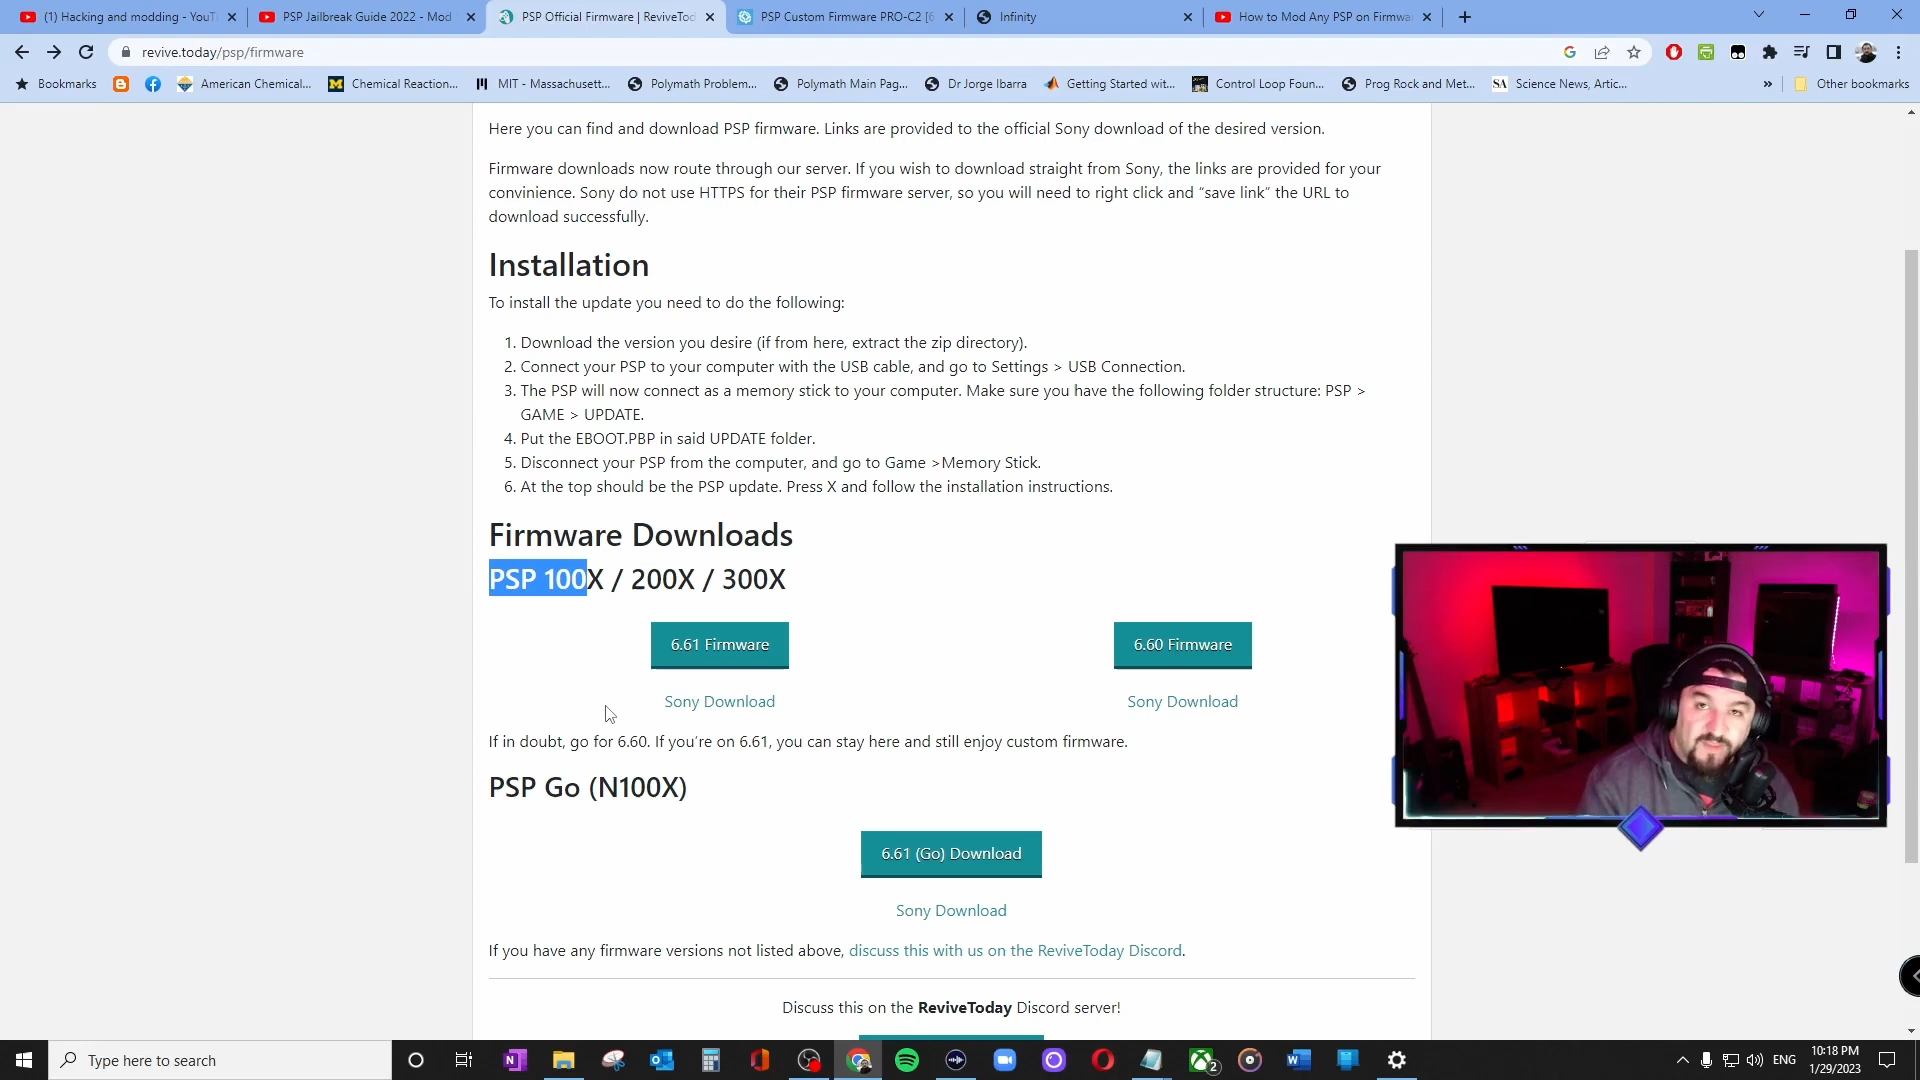 (1) Hacking and modding - YouT
PSP Jailbreak Guide 2022 - Mod
PSP Official Firmware | ReviveTod
PSP Custom Firmware PRO-C2 [6
Infinity
How to Mod Any PSP on Firmwa
revive.today/psp/firmware
Bookmarks
American Chemical...
Chemical Reaction...
MIT - Massachusett...
Polymath Problem...
Polymath Main Pag...
Dr Jorge Ibarra
Getting Started wit...
Control Loop Foun...
Prog Rock and Met...
SA
Science News, Artic...
»
Other bookmarks
Here you can find and download PSP firmware. Links are provided to the official Sony download of the desired version.
Firmware downloads now route through our server. If you wish to download straight from Sony, the links are provided for your
convinience. Sony do not use HTTPS for their PSP firmware server, so you will need to right click and “save link” the URL to
download successfully.
Installation
To install the update you need to do the following:
1. Download the version you desire (if from here, extract the zip directory).
2. Connect your PSP to your computer with the USB cable, and go to Settings > USB Connection.
3. The PSP will now connect as a memory stick to your computer. Make sure you have the following folder structure: PSP >
GAME > UPDATE.
4. Put the EBOOT.PBP in said UPDATE folder.
5. Disconnect your PSP from the computer, and go to Game >Memory Stick.
6. At the top should be the PSP update. Press X and follow the installation instructions.
Firmware Downloads
PSP 100X / 200X / 300X
6.61 Firmware
6.60 Firmware
Sony Download
Sony Download
If in doubt, go for 6.60. If you’re on 6.61, you can stay here and still enjoy custom firmware.
PSP Go (N100X)
6.61 (Go) Download
Sony Download
If you have any firmware versions not listed above, discuss this with us on the ReviveToday Discord.
Discuss this on the ReviveToday Discord server!
Type here to search
2
ENG
10:18 PM
1/29/2023